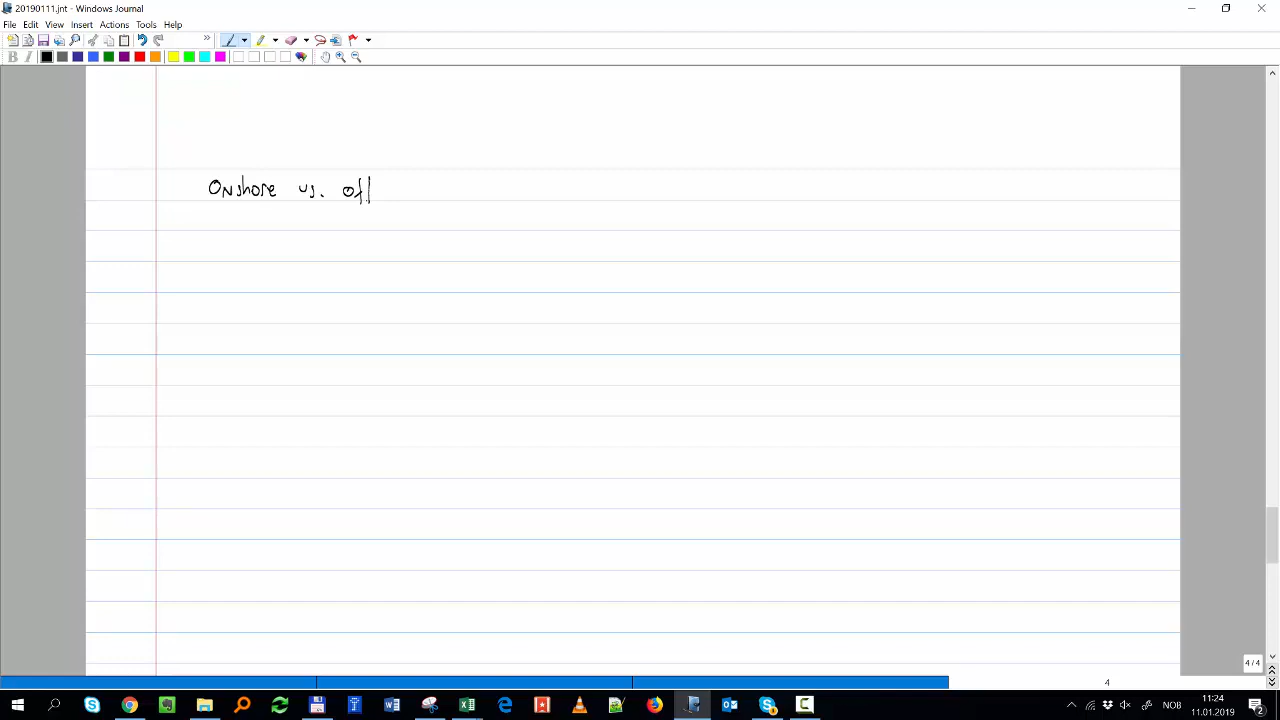 20190111.jnt - Windows Journal
File Edit View Insert Actions Tools Help
B I
Onshore vs. off
4/4
4
NOB
11:24
11.01.2019
2